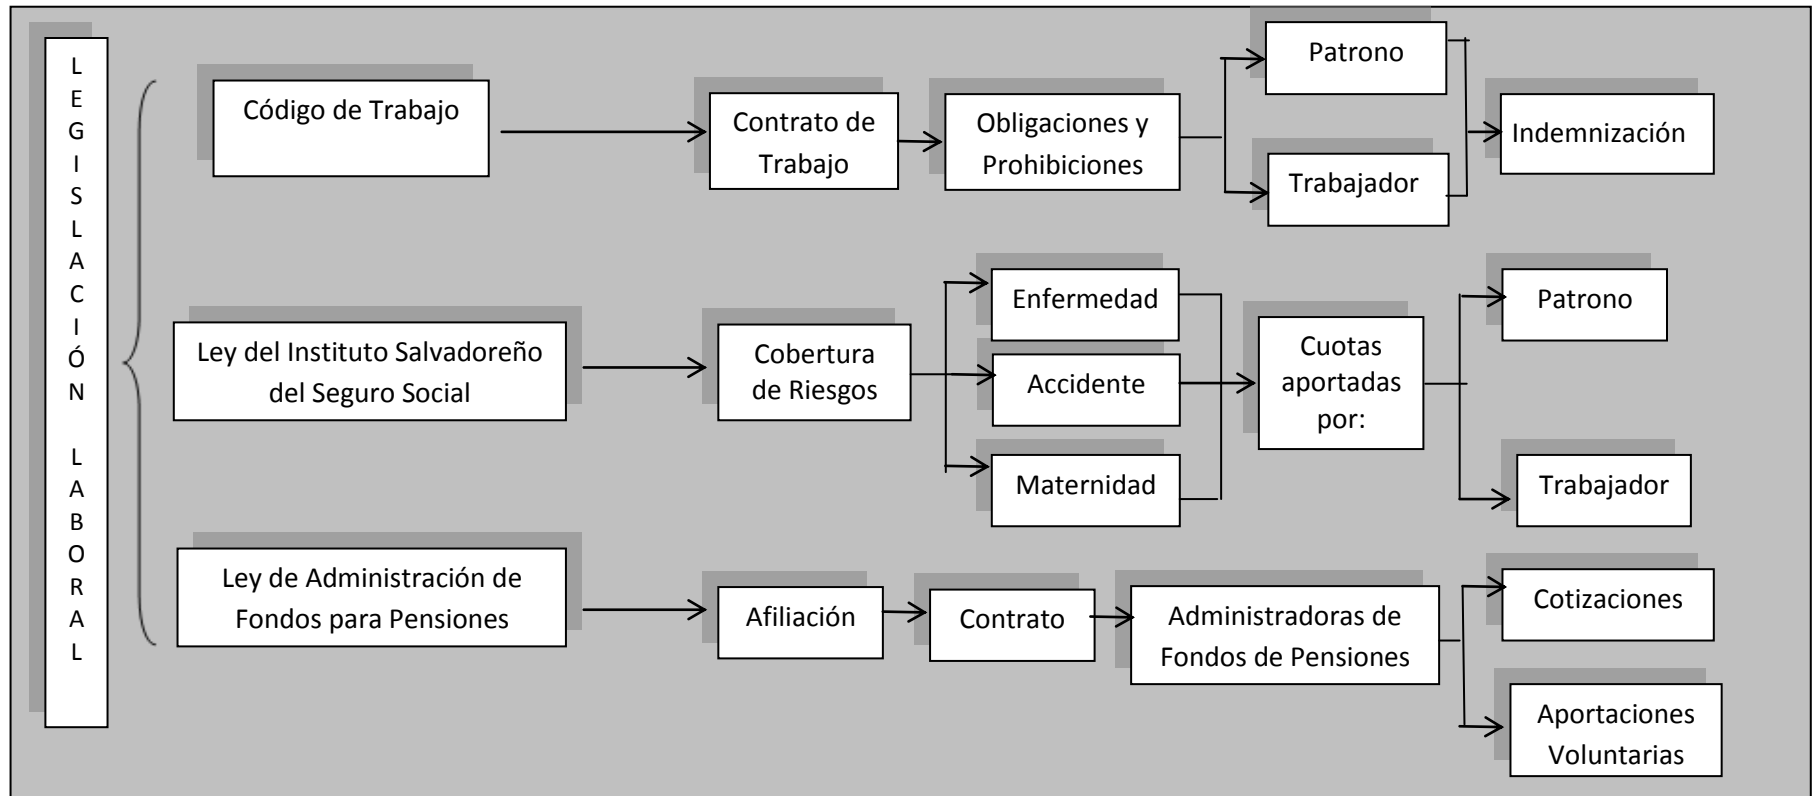 LEGISLACIÓN LABORAL
Código de Trabajo
Contrato de
Trabajo
Obligaciones y
Prohibiciones
Patrono
Trabajador
Indemnización
Ley del Instituto Salvadoreño
del Seguro Social
Cobertura
de Riesgos
Enfermedad
Accidente
Maternidad
Cuotas
aportadas
por:
Patrono
Trabajador
Ley de Administración de
Fondos para Pensiones
Afiliación
Contrato
Administradoras de
Fondos de Pensiones
Cotizaciones
Aportaciones
Voluntarias